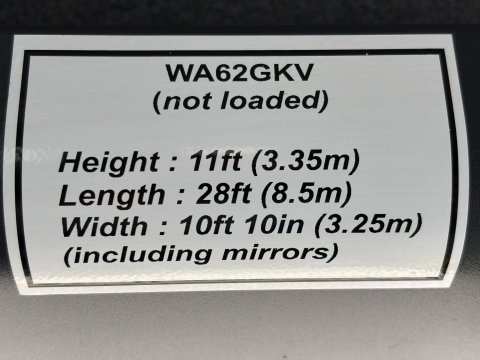 WA62GKV
(not loaded)
Height : 11ft (3.35m)
Length : 28ft (8.5m)
Width : 10ft 10in (3.25m)
(including mirrors)